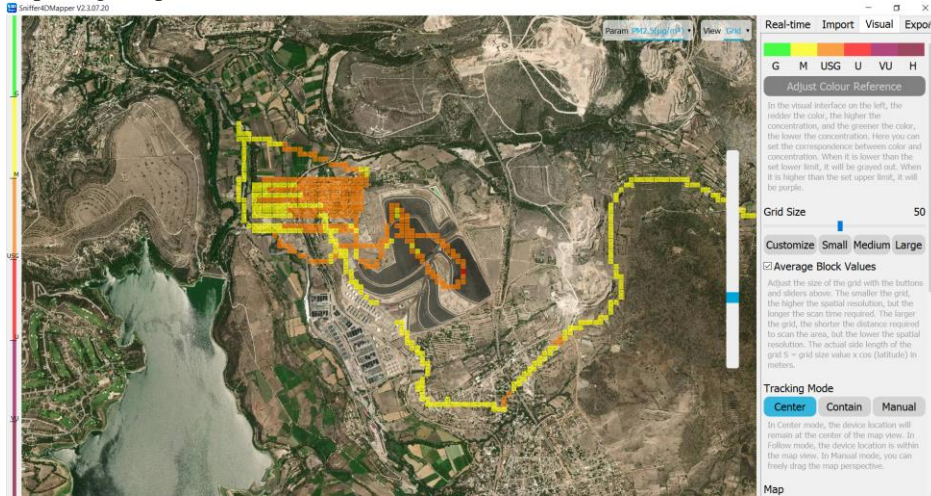 Sniffer4DMapper V2.3.07.20
Param PM2.5(μg/m³) View Grid
Real-time Import Visual Expor
G M USG U VU H
Adjust Colour Reference
In the visual interface on the left, the
redder the color, the higher the
concentration, and the greener the color,
the lower the concentration. Here you can
set the correspondence between color and
concentration. When it is lower than the
set lower limit, it will be grayed out. When
it is higher than the set upper limit, it will
be purple.
Grid Size 50
Customize Small Medium Large
Average Block Values
Adjust the size of the grid with the buttons
and sliders above. The smaller the grid,
the higher the spatial resolution, but the
longer the scan time required. The larger
the grid, the shorter the distance required
to scan the area, but the lower the spatial
resolution. The actual side length of the
grid S = grid size value x cos (latitude) in
meters.
Tracking Mode
Center Contain Manual
In Center mode, the device location will
remain at the center of the map view. In
Follow mode, the device location is within
the map view. In Manual mode, you can
freely drag the map perspective.
Map